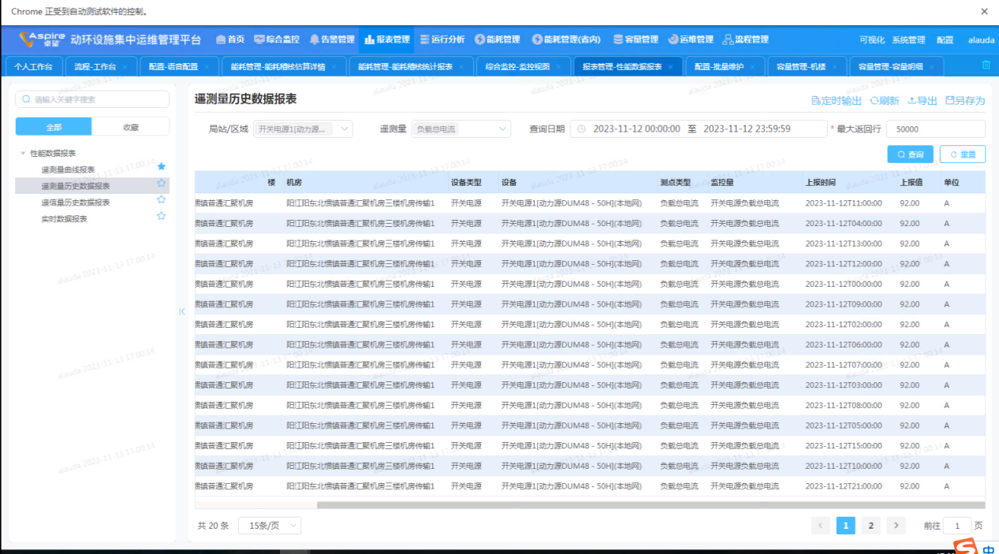 Chrome 正受到自动测试软件的控制。
Aspire 卓望 动环设施集中运维管理平台 首页 综合监控 告警管理 报表管理 运行分析 能耗管理 能耗管理(省内) 容量管理 运维管理 流程管理 可视化 系统管理 配置 alauda
个人工作台 流程-工作台 配置-语音配置 能耗管理-能耗稽核估算详情 能耗管理-能耗稽核统计报表 综合监控-监控视图 报表管理-性能数据报表 配置-批量维护 容量管理-机楼 容量管理-容量明细
请输入关键字搜索
全部 收藏
性能数据报表
遥测量曲线报表
遥测量历史数据报表
遥信量历史数据报表
实时数据报表
遥测量历史数据报表
定时输出 刷新 导出 另存为
局站/区域 开关电源1[动力源... 遥测量 负载总电流 查询日期 2023-11-12 00:00:00 至 2023-11-12 23:59:59 * 最大返回行 50000
查询 重置
楼 机房 设备类型 设备 测点类型 监控量 上报时间 上报值 单位
惯镇普通汇聚机房 阳江阳东北惯镇普通汇聚机房三楼机房传输1 开关电源 开关电源1[动力源DUM48 - 50H](本地网) 负载总电流 开关电源负载总电流 2023-11-12T11:00:00 92.00 A
惯镇普通汇聚机房 阳江阳东北惯镇普通汇聚机房三楼机房传输1 开关电源 开关电源1[动力源DUM48 - 50H](本地网) 负载总电流 开关电源负载总电流 2023-11-12T04:00:00 92.00 A
惯镇普通汇聚机房 阳江阳东北惯镇普通汇聚机房三楼机房传输1 开关电源 开关电源1[动力源DUM48 - 50H](本地网) 负载总电流 开关电源负载总电流 2023-11-12T13:00:00 92.00 A
惯镇普通汇聚机房 阳江阳东北惯镇普通汇聚机房三楼机房传输1 开关电源 开关电源1[动力源DUM48 - 50H](本地网) 负载总电流 开关电源负载总电流 2023-11-12T12:00:00 92.00 A
惯镇普通汇聚机房 阳江阳东北惯镇普通汇聚机房三楼机房传输1 开关电源 开关电源1[动力源DUM48 - 50H](本地网) 负载总电流 开关电源负载总电流 2023-11-12T00:00:00 92.00 A
惯镇普通汇聚机房 阳江阳东北惯镇普通汇聚机房三楼机房传输1 开关电源 开关电源1[动力源DUM48 - 50H](本地网) 负载总电流 开关电源负载总电流 2023-11-12T09:00:00 92.00 A
惯镇普通汇聚机房 阳江阳东北惯镇普通汇聚机房三楼机房传输1 开关电源 开关电源1[动力源DUM48 - 50H](本地网) 负载总电流 开关电源负载总电流 2023-11-12T02:00:00 92.00 A
惯镇普通汇聚机房 阳江阳东北惯镇普通汇聚机房三楼机房传输1 开关电源 开关电源1[动力源DUM48 - 50H](本地网) 负载总电流 开关电源负载总电流 2023-11-12T06:00:00 92.00 A
惯镇普通汇聚机房 阳江阳东北惯镇普通汇聚机房三楼机房传输1 开关电源 开关电源1[动力源DUM48 - 50H](本地网) 负载总电流 开关电源负载总电流 2023-11-12T07:00:00 92.00 A
惯镇普通汇聚机房 阳江阳东北惯镇普通汇聚机房三楼机房传输1 开关电源 开关电源1[动力源DUM48 - 50H](本地网) 负载总电流 开关电源负载总电流 2023-11-12T03:00:00 92.00 A
惯镇普通汇聚机房 阳江阳东北惯镇普通汇聚机房三楼机房传输1 开关电源 开关电源1[动力源DUM48 - 50H](本地网) 负载总电流 开关电源负载总电流 2023-11-12T08:00:00 92.00 A
惯镇普通汇聚机房 阳江阳东北惯镇普通汇聚机房三楼机房传输1 开关电源 开关电源1[动力源DUM48 - 50H](本地网) 负载总电流 开关电源负载总电流 2023-11-12T05:00:00 92.00 A
惯镇普通汇聚机房 阳江阳东北惯镇普通汇聚机房三楼机房传输1 开关电源 开关电源1[动力源DUM48 - 50H](本地网) 负载总电流 开关电源负载总电流 2023-11-12T15:00:00 92.00 A
惯镇普通汇聚机房 阳江阳东北惯镇普通汇聚机房三楼机房传输1 开关电源 开关电源1[动力源DUM48 - 50H](本地网) 负载总电流 开关电源负载总电流 2023-11-12T10:00:00 92.00 A
惯镇普通汇聚机房 阳江阳东北惯镇普通汇聚机房三楼机房传输1 开关电源 开关电源1[动力源DUM48 - 50H](本地网) 负载总电流 开关电源负载总电流 2023-11-12T21:00:00 92.00 A
共 20 条 15条/页 1 2 前往 1 页
中
alauda 2023-11-13 17:00:14